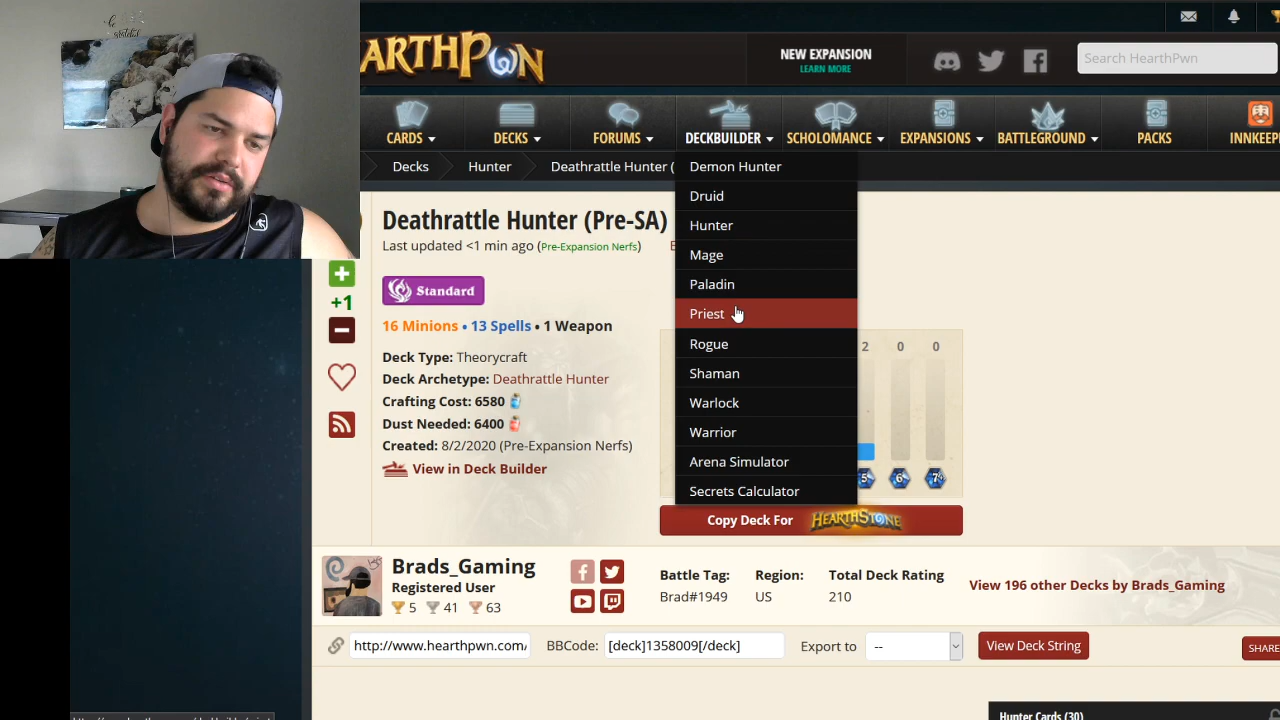 EARTHPWN
NEW EXPANSION
LEARN MORE
Search HearthPwn
CARDS
DECKS
FORUMS
DECKBUILDER
SCHOLOMANCE
EXPANSIONS
BATTLEGROUND
PACKS
INNKEEP
Decks
Hunter
Deathrattle Hunter (
Demon Hunter
Druid
Hunter
Mage
Paladin
Priest
Rogue
Shaman
Warlock
Warrior
Arena Simulator
Secrets Calculator
Deathrattle Hunter (Pre-SA)
Last updated <1 min ago (Pre-Expansion Nerfs)
+1
Standard
16 Minions • 13 Spells • 1 Weapon
Deck Type: Theorycraft
Deck Archetype: Deathrattle Hunter
Crafting Cost: 6580
Dust Needed: 6400
Created: 8/2/2020 (Pre-Expansion Nerfs)
View in Deck Builder
2 0 0
5 6 7+
Copy Deck For HEARTHSTONE
Brads_Gaming
Registered User
5 41 63
Battle Tag: Region: Total Deck Rating
Brad#1949 US 210
View 196 other Decks by Brads_Gaming
http://www.hearthpwn.com/ BBCode: [deck]1358009[/deck] Export to -- View Deck String SHARE
Hunter Cards (30)